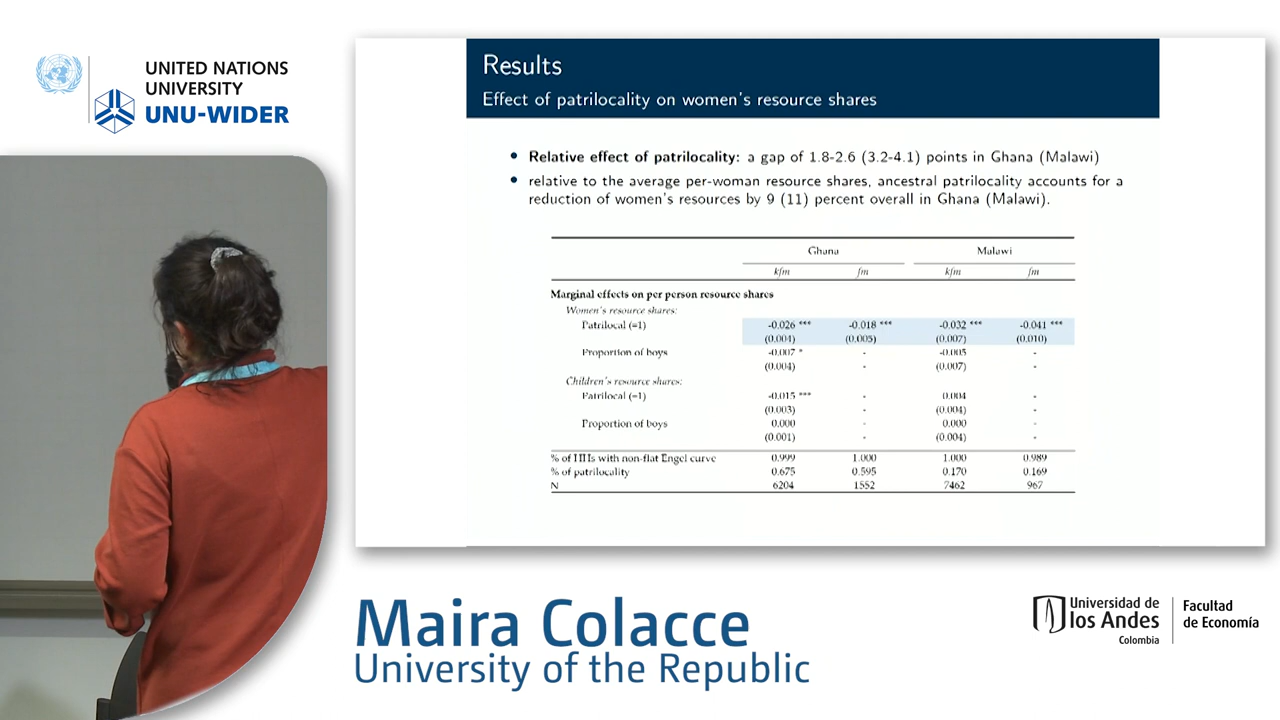 UNITED NATIONS
UNIVERSITY
UNU-WIDER
Results
Effect of patrilocality on women's resource shares
• Relative effect of patrilocality: a gap of 1.8-2.6 (3.2-4.1) points in Ghana (Malawi)
• relative to the average per-woman resource shares, ancestral patrilocality accounts for a
reduction of women's resources by 9 (11) percent overall in Ghana (Malawi).
Ghana Malawi
kfm fm kfm fm
Marginal effects on per person resource shares
Women's resource shares:
Patrilocal (=1) -0.026 *** -0.018 *** -0.032 *** -0.041 ***
(0.004) (0.005) (0.007) (0.010)
Proportion of boys -0.007 * - -0.005 -
(0.004) - (0.007) -
Children's resource shares:
Patrilocal (=1) -0.015 *** - 0.004 -
(0.003) - (0.004) -
Proportion of boys 0.000 - 0.000 -
(0.001) - (0.004) -
% of HHs with non-flat Engel curve 0.999 1.000 1.000 0.989
% of patrilocality 0.675 0.595 0.170 0.169
N 6204 1552 7462 967
Maira Colacce
University of the Republic
Universidad de
los Andes
Colombia
Facultad
de Economía